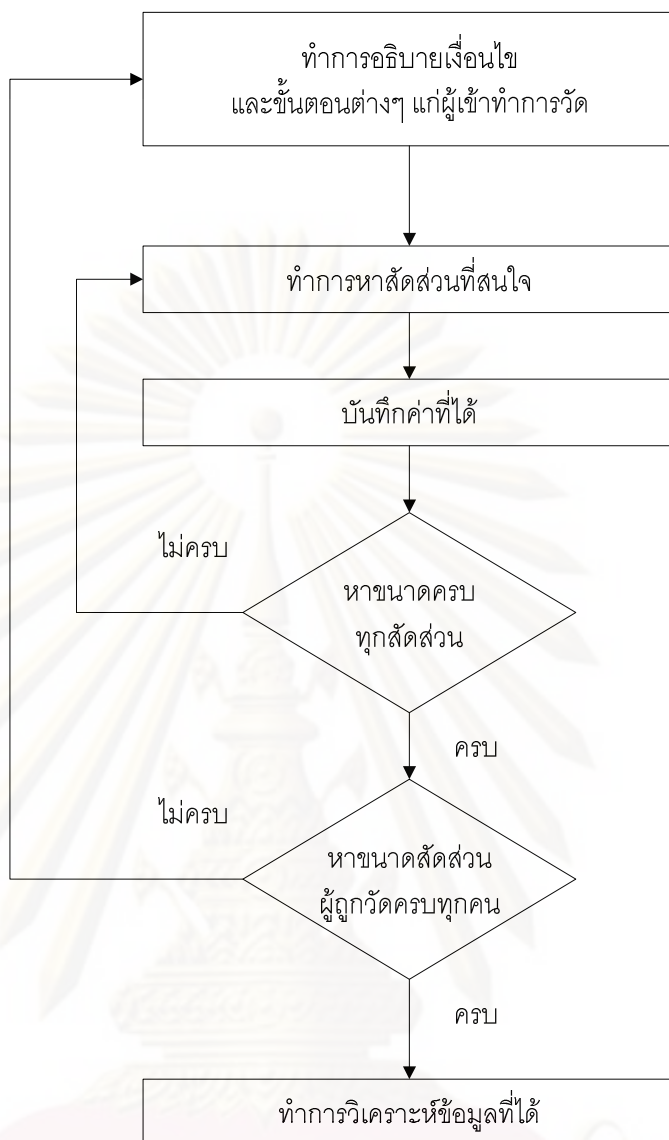 ทำการอธิบายเงื่อนไข
และขั้นตอนต่างๆ แก่ผู้เข้าทำการวัด
ทำการหาสัดส่วนที่สนใจ
บันทึกค่าที่ได้
ไม่ครบ
หาขนาดครบ
ทุกสัดส่วน
ครบ
ไม่ครบ
หาขนาดสัดส่วน
ผู้ถูกวัดครบทุกคน
ครบ
ทำการวิเคราะห์ข้อมูลที่ได้